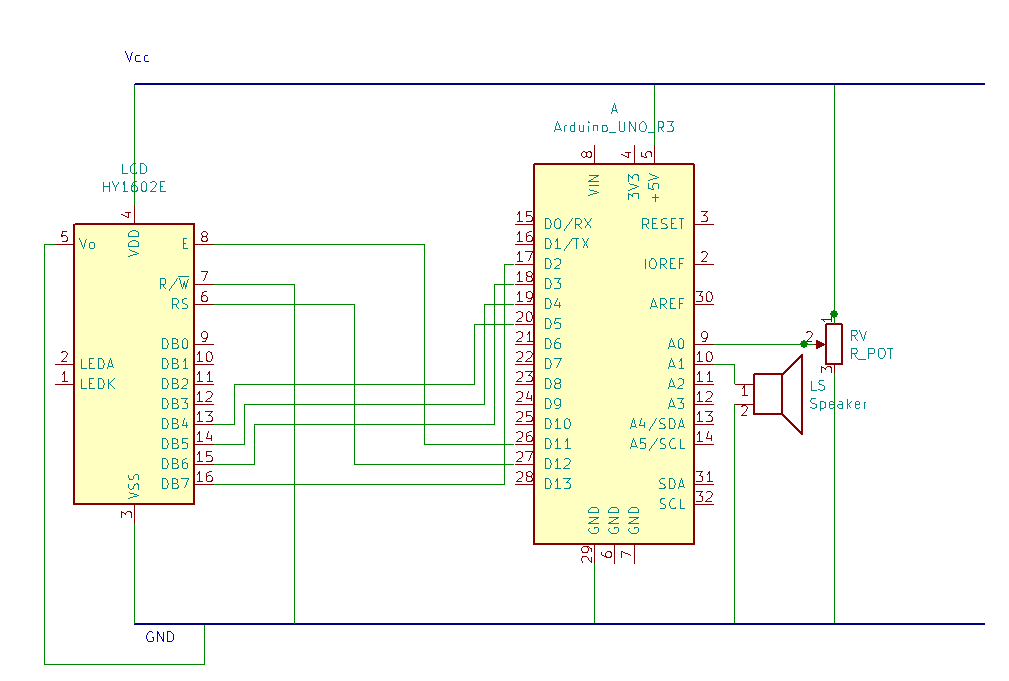 Vcc
A
Arduino_UNO_R3
LCD
HY1602E
4
VDD
5 Vo
E 8
R/W 7
RS 6
DB0 9
2 LEDA
DB1 10
1 LEDK
DB2 11
DB3 12
DB4 13
DB5 14
DB6 15
DB7 16
VSS
3
8 4 5
VIN 3V3 +5V
15 D0/RX
RESET 3
16 D1/TX
17 D2
IOREF 2
18 D3
19 D4
AREF 30
20 D5
21 D6
A0 9
22 D7
A1 10
23 D8
A2 11
24 D9
A3 12
25 D10
A4/SDA 13
26 D11
A5/SCL 14
27 D12
28 D13
SDA 31
SCL 32
GND GND GND
29 6 7
1
2
3
RV
R_POT
1
2
LS
Speaker
GND